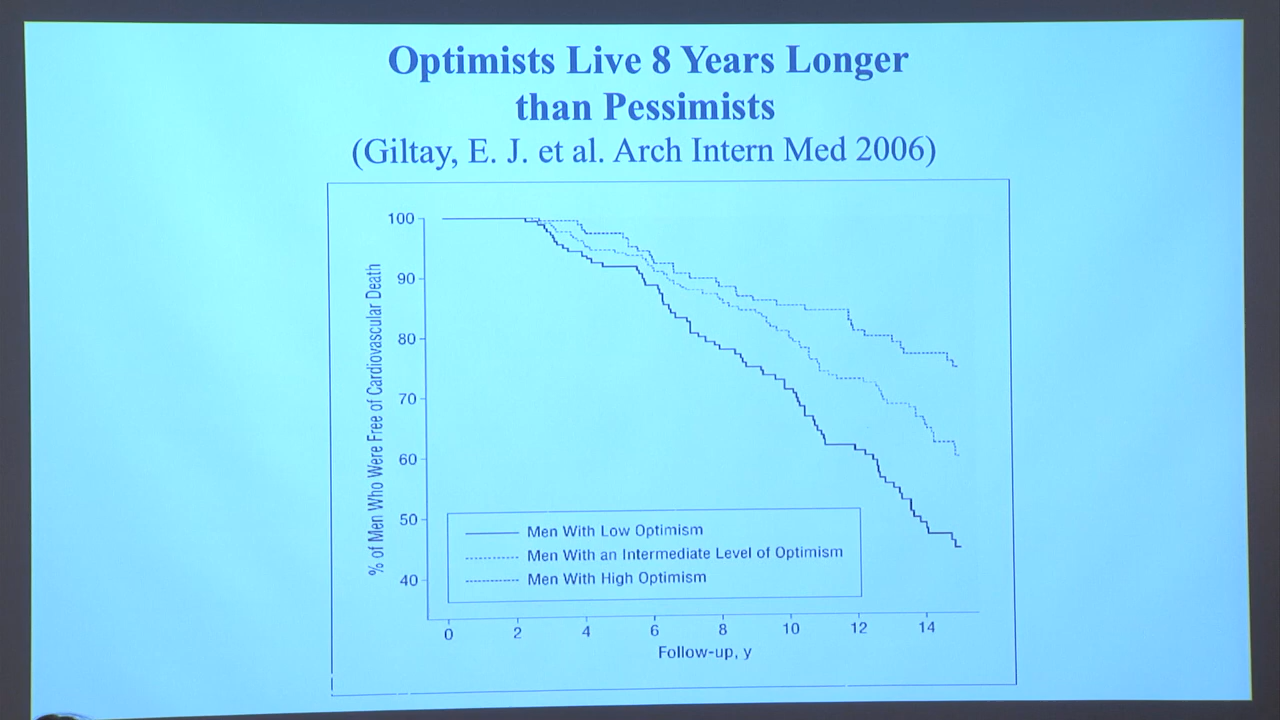 Optimists Live 8 Years Longer
than Pessimists
(Giltay, E. J. et al. Arch Intern Med 2006)
% of Men Who Were Free of Cardiovascular Death
100
90
80
70
60
50
40
Men With Low Optimism
Men With an Intermediate Level of Optimism
Men With High Optimism
0 2 4 6 8 10 12 14
Follow-up, y